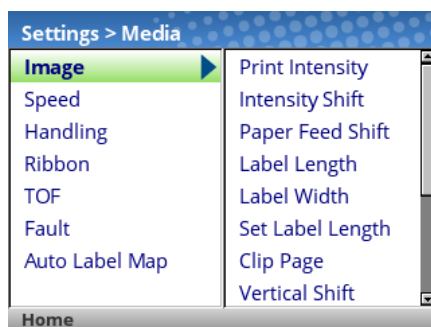 Settings > Media
Image
Speed
Handling
Ribbon
TOF
Fault
Auto Label Map
Print Intensity
Intensity Shift
Paper Feed Shift
Label Length
Label Width
Set Label Length
Clip Page
Vertical Shift
Home